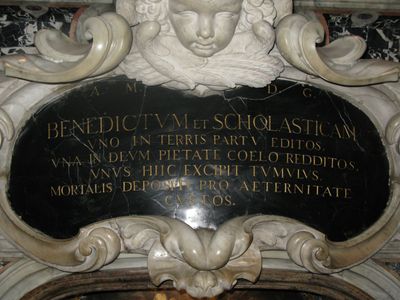 A. M. D. G.
BENEDICTVM ET SCHOLASTICAM
VNO IN TERRIS PARTV EDITOS.
VNA IN DEVM PIETATE COELO REDDITOS.
VNVS HIIC EXCIPIT TVMVLVS
MORTALIS DEPOSITI PRO AETERNITATE
CVSTOS.